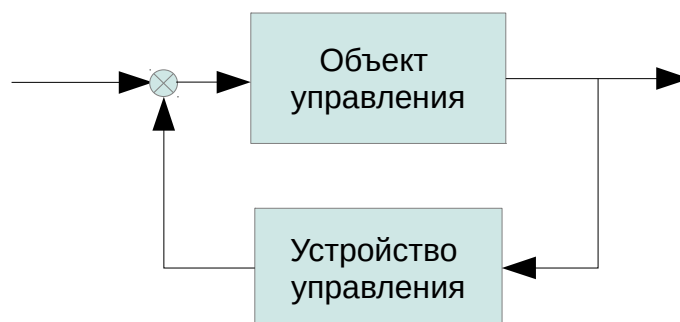 Объект
управления
Устройство
управления